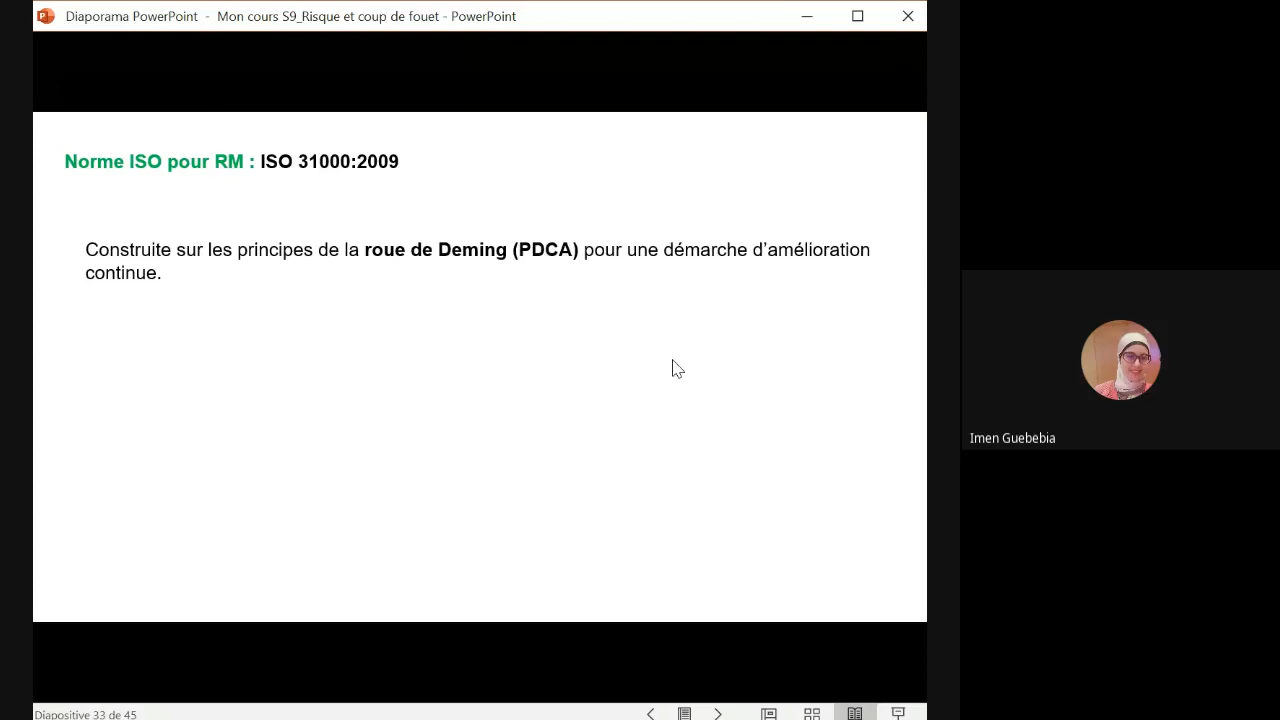 Diaporama PowerPoint - Mon cours S9_Risque et coup de fouet - PowerPoint
Norme ISO pour RM : ISO 31000:2009
Construite sur les principes de la roue de Deming (PDCA) pour une démarche d’amélioration
continue.
Imen Guebebia
Diapositive 33 de 45